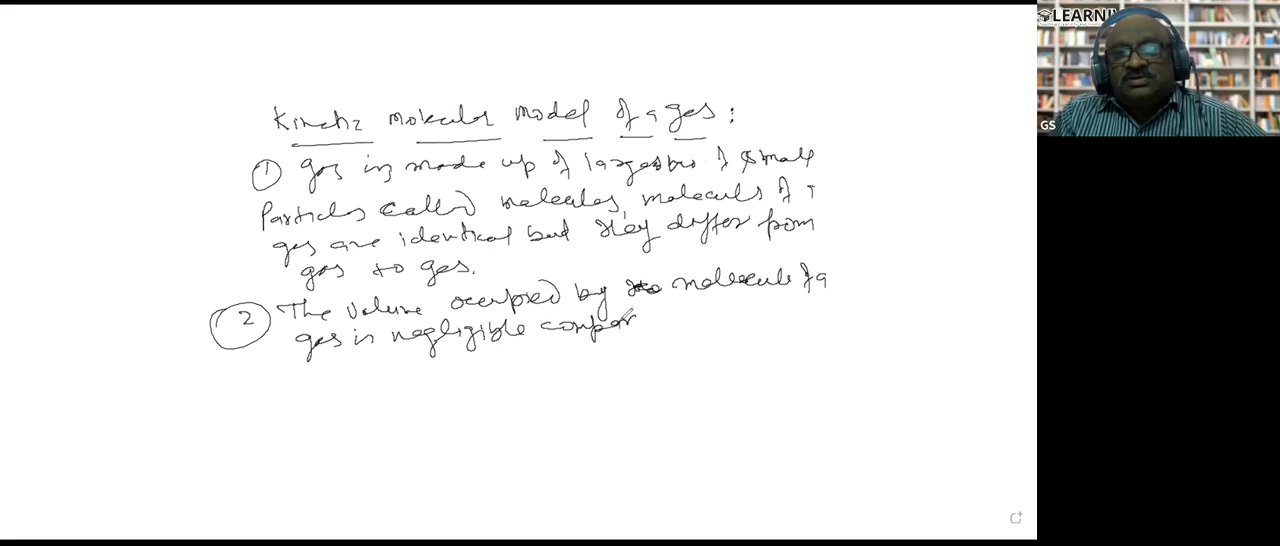 Kinetic molecular model of a gas :
① gas is made up of large no of small
Particles called molecules, molecules of a
gas are identical but they differ from
gas to gas.
② The volume occupied by molecule of a
gas is negligible compar
LEARNI
GS